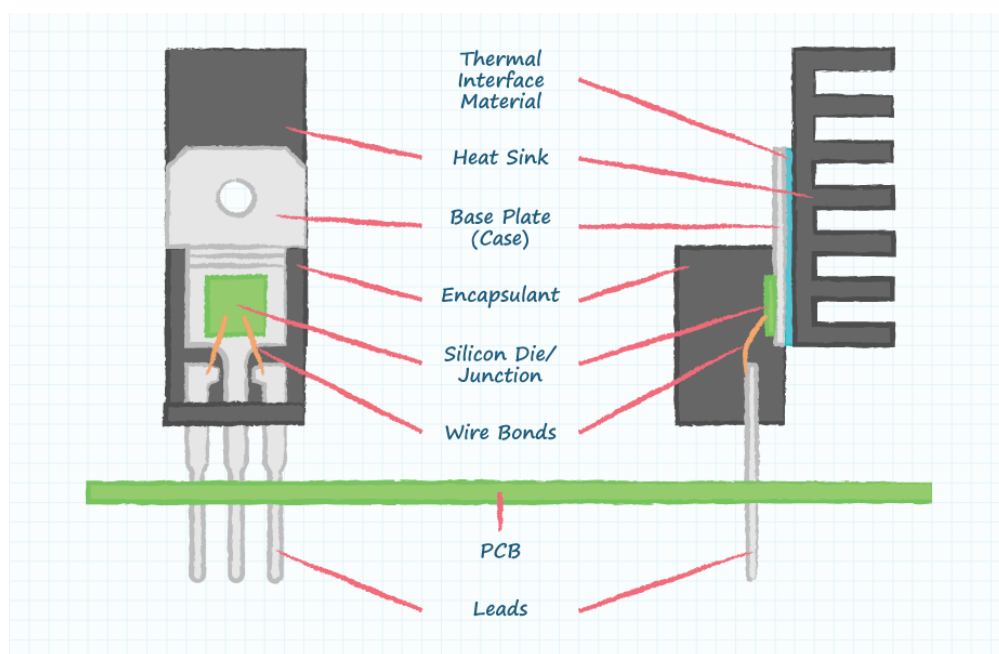 Thermal
Interface
Material
Heat Sink
Base Plate
(Case)
Encapsulant
Silicon Die/
Junction
Wire Bonds
PCB
Leads